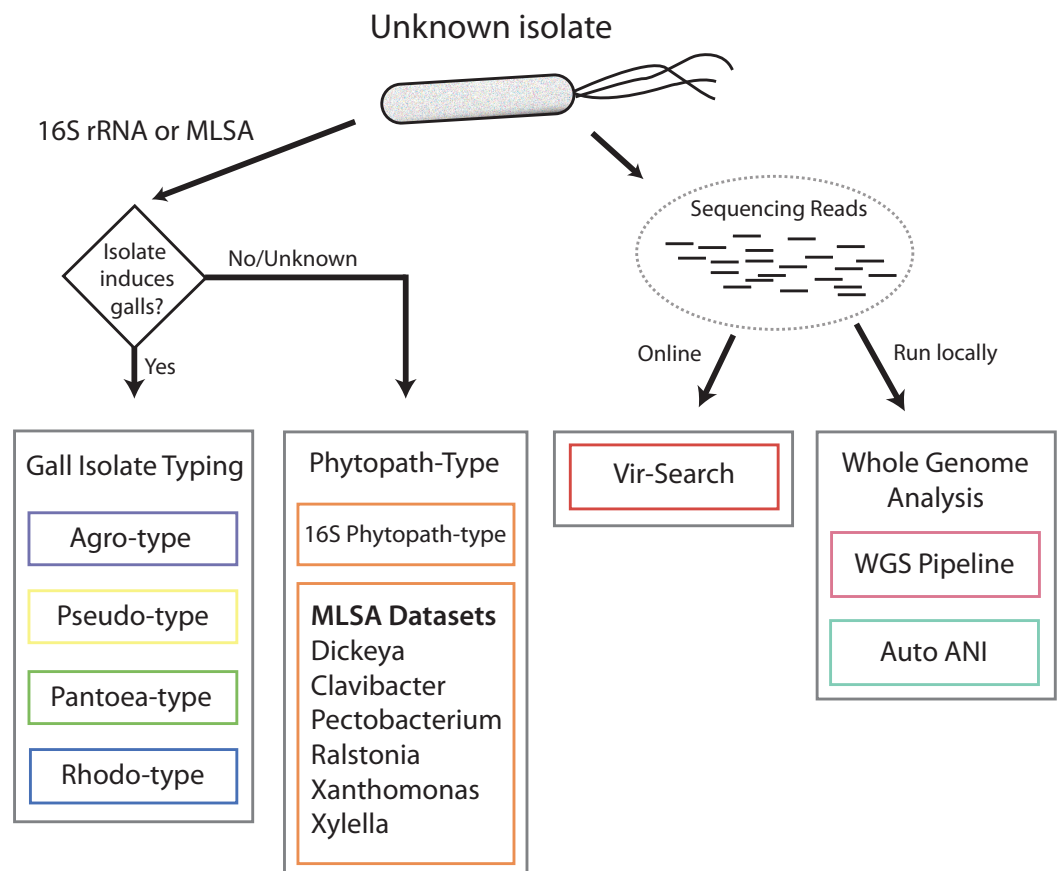 Unknown isolate
16S rRNA or MLSA
Isolate
induces
galls?
No/Unknown
Yes
Sequencing Reads
Online
Run locally
Gall Isolate Typing
Agro-type
Pseudo-type
Pantoea-type
Rhodo-type
Phytopath-Type
16S Phytopath-type
MLSA Datasets
Dickeya
Clavibacter
Pectobacterium
Ralstonia
Xanthomonas
Xylella
Vir-Search
Whole Genome
Analysis
WGS Pipeline
Auto ANI